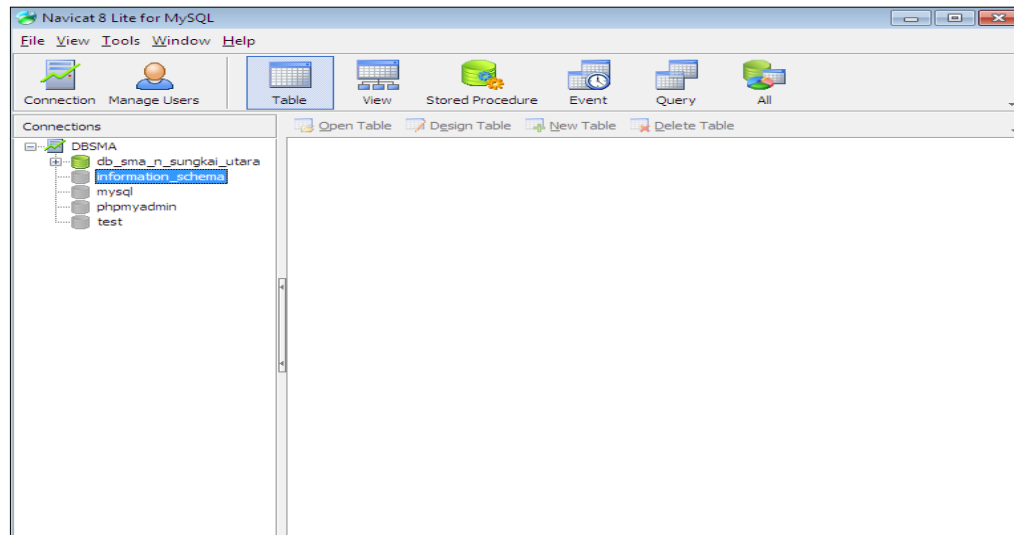 Navicat 8 Lite for MySQL
File View Tools Window Help
Connection Manage Users Table View Stored Procedure Event Query All
Connections Open Table Design Table New Table Delete Table
DBSMA
db_sma_n_sungkai_utara
information_schema
mysql
phpmyadmin
test